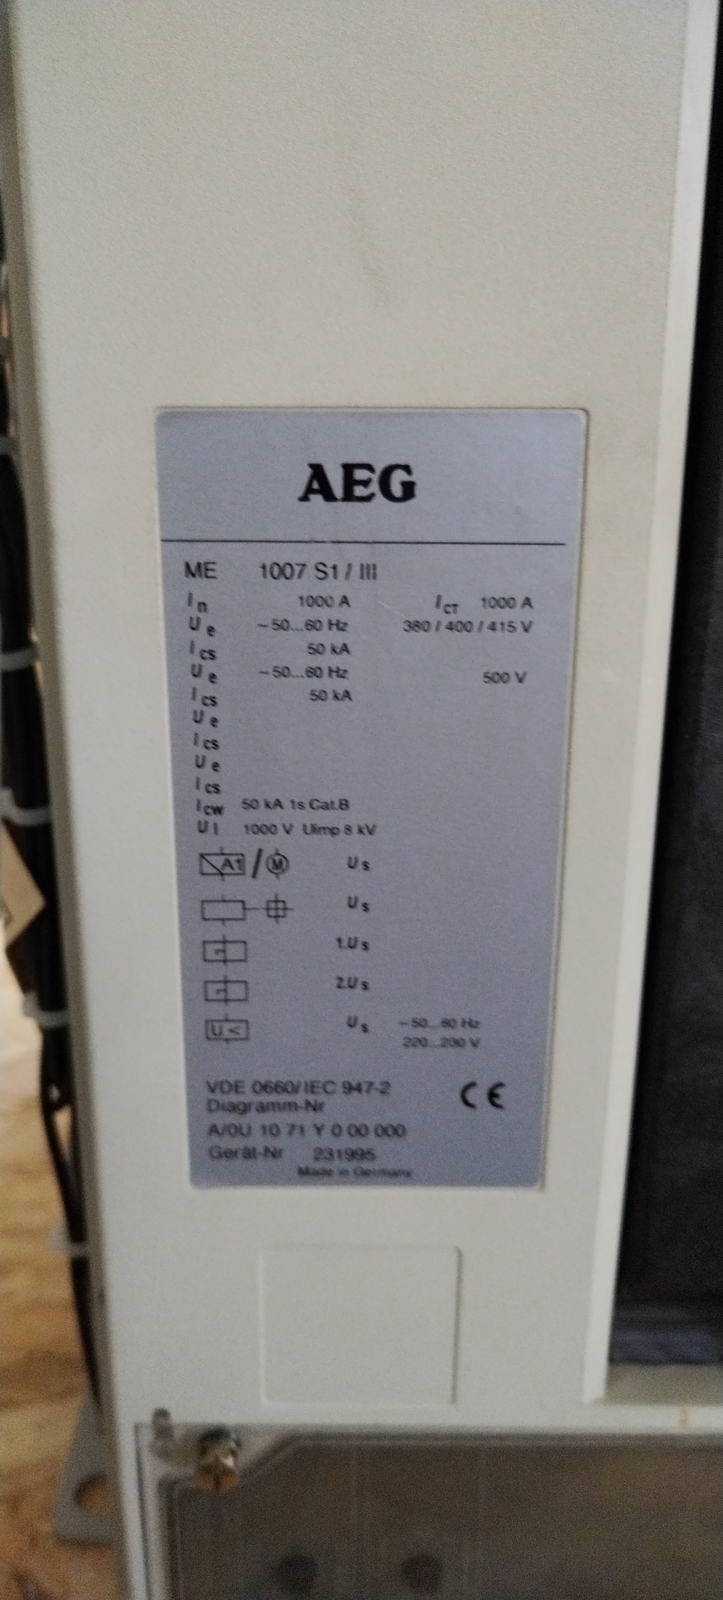 AEG
ME 1007 S1 / III
In 1000 A ICT 1000 A
Ue ~50...60 Hz 380 / 400 / 415 V
Ics 50 kA
Ue ~50...60 Hz 500 V
Ics 50 kA
Ue
Ics
Ue
Ics
Icw 50 kA 1s Cat.B
UI 1000 V Uimp 8 kV
A1 / M Us
Us
1.Us
2.Us
U< Us ~50...60 Hz
220...230 V
VDE 0660/IEC 947-2 CE
Diagramm-Nr
A/0U 10 71 Y 0 00 000
Gerät-Nr 231995
Made in Germany